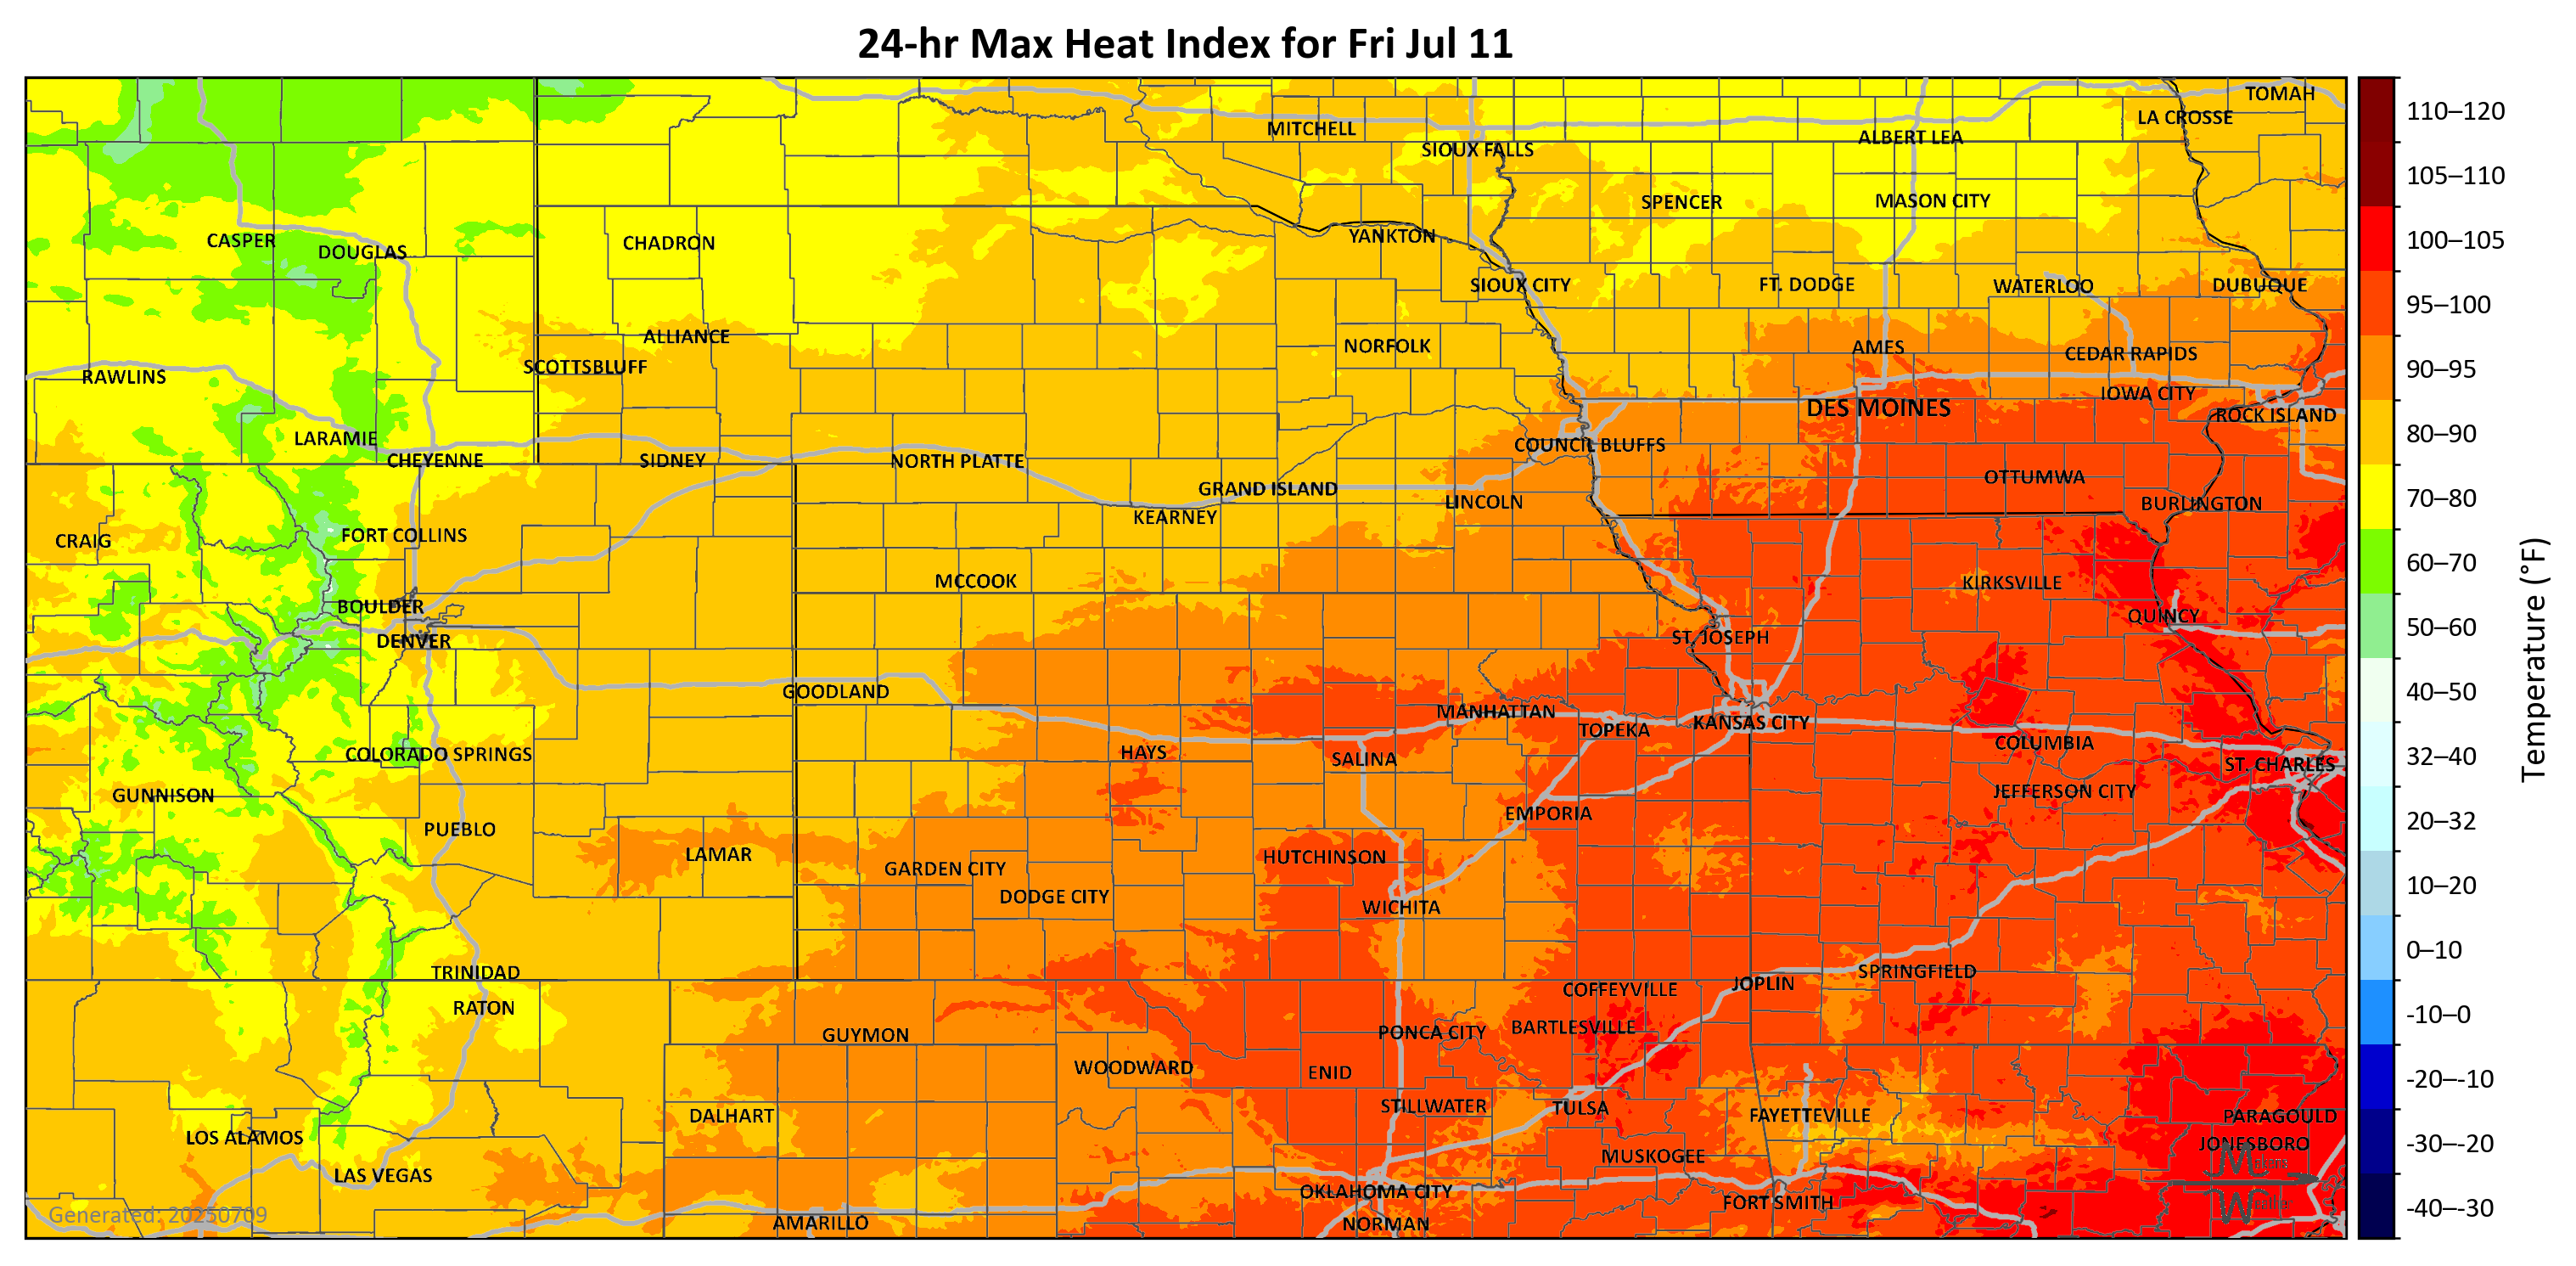 24-hr Max Heat Index for Fri Jul 11
TOMAH
LA CROSSE
MITCHELL
ALBERT LEA
SIOUX FALLS
SPENCER
MASON CITY
CASPER
DOUGLAS
CHADRON
YANKTON
SIOUX CITY
FT. DODGE
WATERLOO
DUBUQUE
ALLIANCE
NORFOLK
AMES
CEDAR RAPIDS
SCOTTSBLUFF
RAWLINS
IOWA CITY
DES MOINES
ROCK ISLAND
LARAMIE
COUNCIL BLUFFS
CHEYENNE
SIDNEY
NORTH PLATTE
OTTUMWA
GRAND ISLAND
LINCOLN
BURLINGTON
KEARNEY
CRAIG
FORT COLLINS
MCCOOK
KIRKSVILLE
BOULDER
QUINCY
DENVER
ST. JOSEPH
GOODLAND
MANHATTAN
KANSAS CITY
TOPEKA
COLUMBIA
COLORADO SPRINGS
HAYS
SALINA
ST. CHARLES
GUNNISON
JEFFERSON CITY
EMPORIA
PUEBLO
LAMAR
HUTCHINSON
GARDEN CITY
DODGE CITY
WICHITA
TRINIDAD
SPRINGFIELD
JOPLIN
COFFEYVILLE
RATON
BARTLESVILLE
PONCA CITY
GUYMON
WOODWARD
ENID
STILLWATER
TULSA
DALHART
FAYETTEVILLE
PARAGOULD
LOS ALAMOS
JONESBORO
MUSKOGEE
LAS VEGAS
OKLAHOMA CITY
FORT SMITH
Generated: 20250709
AMARILLO
NORMAN
110–120
105–110
100–105
95–100
90–95
80–90
70–80
60–70
50–60
40–50
32–40
20–32
10–20
0–10
-10–0
-20–-10
-30–-20
-40–-30
Temperature (°F)